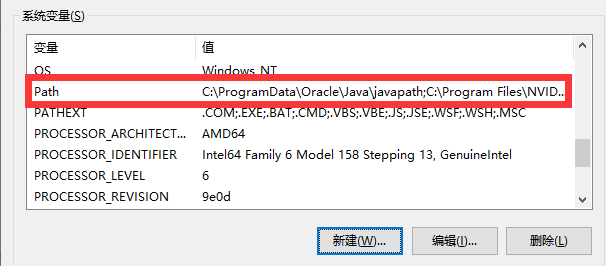 系统变量(S)
变量 值
OS Windows_NT
Path C:\ProgramData\Oracle\Java\javapath;C:\Program Files\NVID...
PATHEXT .COM;.EXE;.BAT;.CMD;.VBS;.VBE;.JS;.JSE;.WSF;.WSH;.MSC
PROCESSOR_ARCHITECT... AMD64
PROCESSOR_IDENTIFIER Intel64 Family 6 Model 158 Stepping 13, GenuineIntel
PROCESSOR_LEVEL 6
PROCESSOR_REVISION 9e0d
新建(W)... 编辑(I)... 删除(L)